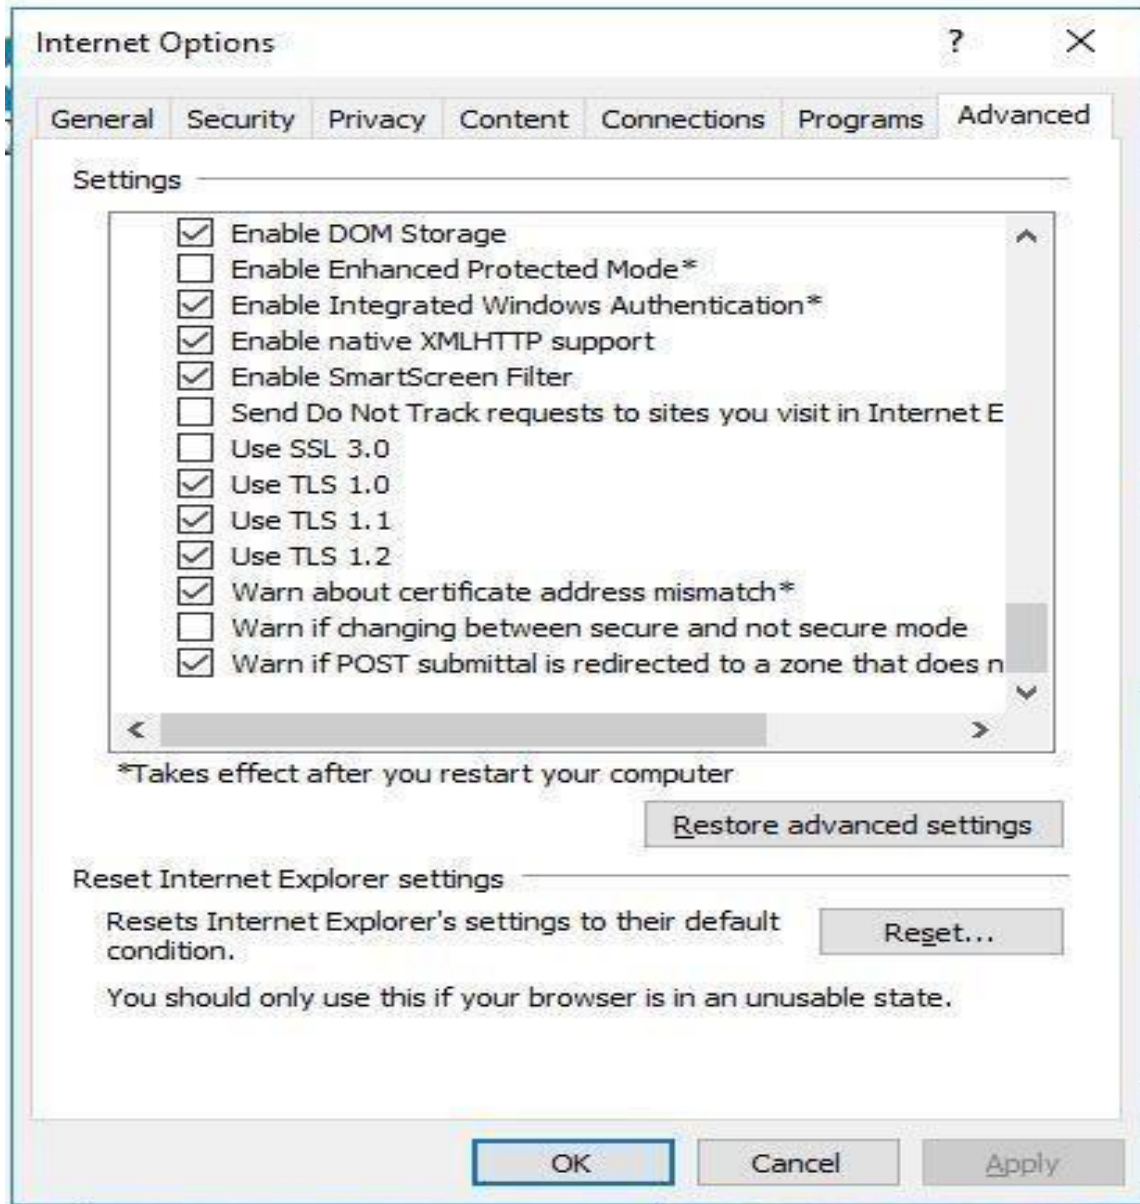 Internet Options ?
General Security Privacy Content Connections Programs Advanced
Settings
Enable DOM Storage
Enable Enhanced Protected Mode*
Enable Integrated Windows Authentication*
Enable native XMLHTTP support
Enable SmartScreen Filter
Send Do Not Track requests to sites you visit in Internet E
Use SSL 3.0
Use TLS 1.0
Use TLS 1.1
Use TLS 1.2
Warn about certificate address mismatch*
Warn if changing between secure and not secure mode
Warn if POST submittal is redirected to a zone that does n
*Takes effect after you restart your computer
Restore advanced settings
Reset Internet Explorer settings
Resets Internet Explorer's settings to their default
condition.
Reset...
You should only use this if your browser is in an unusable state.
OK Cancel Apply